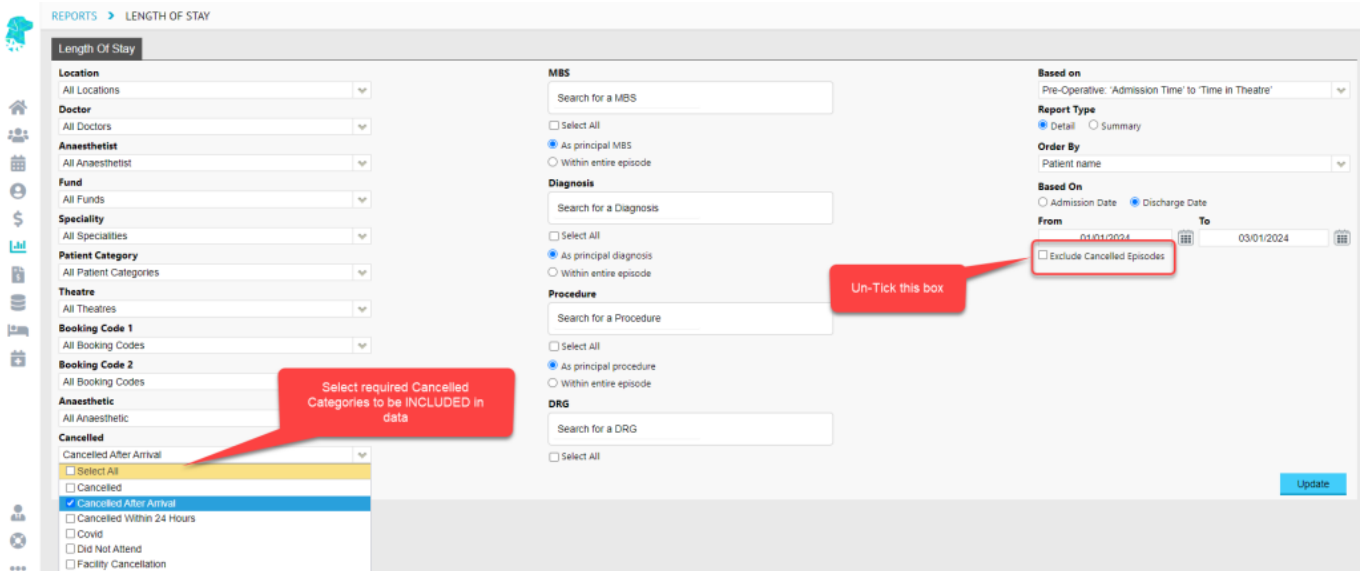 REPORTS > LENGTH OF STAY
Length Of Stay
Location
All Locations
Doctor
All Doctors
Anaesthetist
All Anaesthetist
Fund
All Funds
Speciality
All Specialities
Patient Category
All Patient Categories
Theatre
All Theatres
Booking Code 1
All Booking Codes
Booking Code 2
All Booking Codes
Anaesthetic
All Anaesthetic
Cancelled
Cancelled After Arrival
Select All
Cancelled
Cancelled After Arrival
Cancelled Within 24 Hours
Covid
Did Not Attend
Facility Cancellation
Select required Cancelled
Categories to be INCLUDED in
data
MBS
Search for a MBS
Select All
As principal MBS
Within entire episode
Diagnosis
Search for a Diagnosis
Select All
As principal diagnosis
Within entire episode
Procedure
Search for a Procedure
Select All
As principal procedure
Within entire episode
DRG
Search for a DRG
Select All
Based on
Pre-Operative: 'Admission Time' to 'Time in Theatre'
Report Type
Detail Summary
Order By
Patient name
Based On
Admission Date Discharge Date
From To
01/01/2024 03/01/2024
Exclude Cancelled Episodes
Un-Tick this box
Update